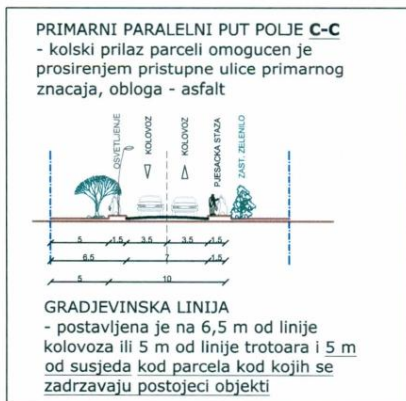 PRIMARNI PARALELNI PUT POLJE C-C
- kolski prilaz parceli omogucen je
prosirenjem pristupne ulice primarnog
znacaja, obloga - asfalt
OSVETLJENJE
KOLOVOZ
KOLOVOZ
PJESACKA STAZA
ZAST. ZELENILO
5 1.5 3.5 3.5 1.5
6.5 7 1.5
5 10
GRADJEVINSKA LINIJA
- postavljena je na 6,5 m od linije
kolovoza ili 5 m od linije trotoara i 5 m
od susjeda kod parcela kod kojih se
zadrzavaju postojeci objekti